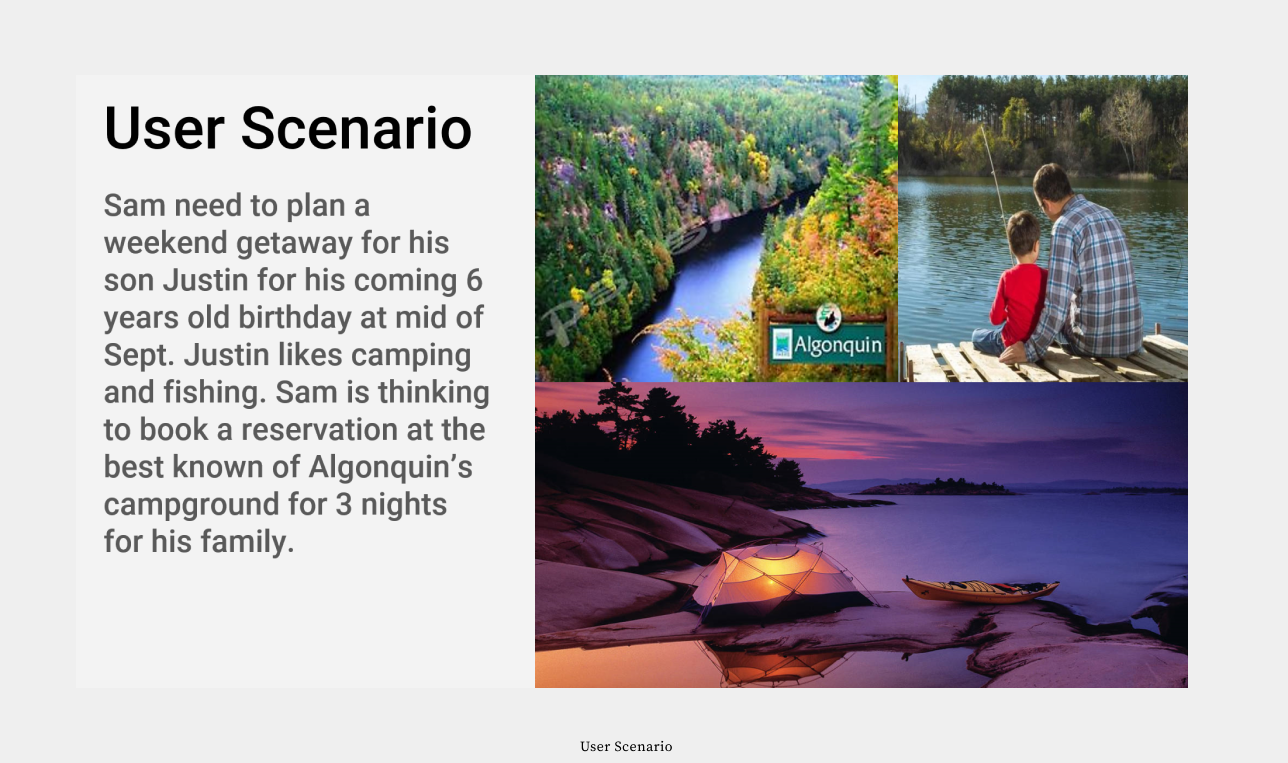 User Scenario
Sam need to plan a
weekend getaway for his
son Justin for his coming 6
years old birthday at mid of
Sept. Justin likes camping
and fishing. Sam is thinking
to book a reservation at the
best known of Algonquin’s
campground for 3 nights
for his family.
Algonquin
User Scenario